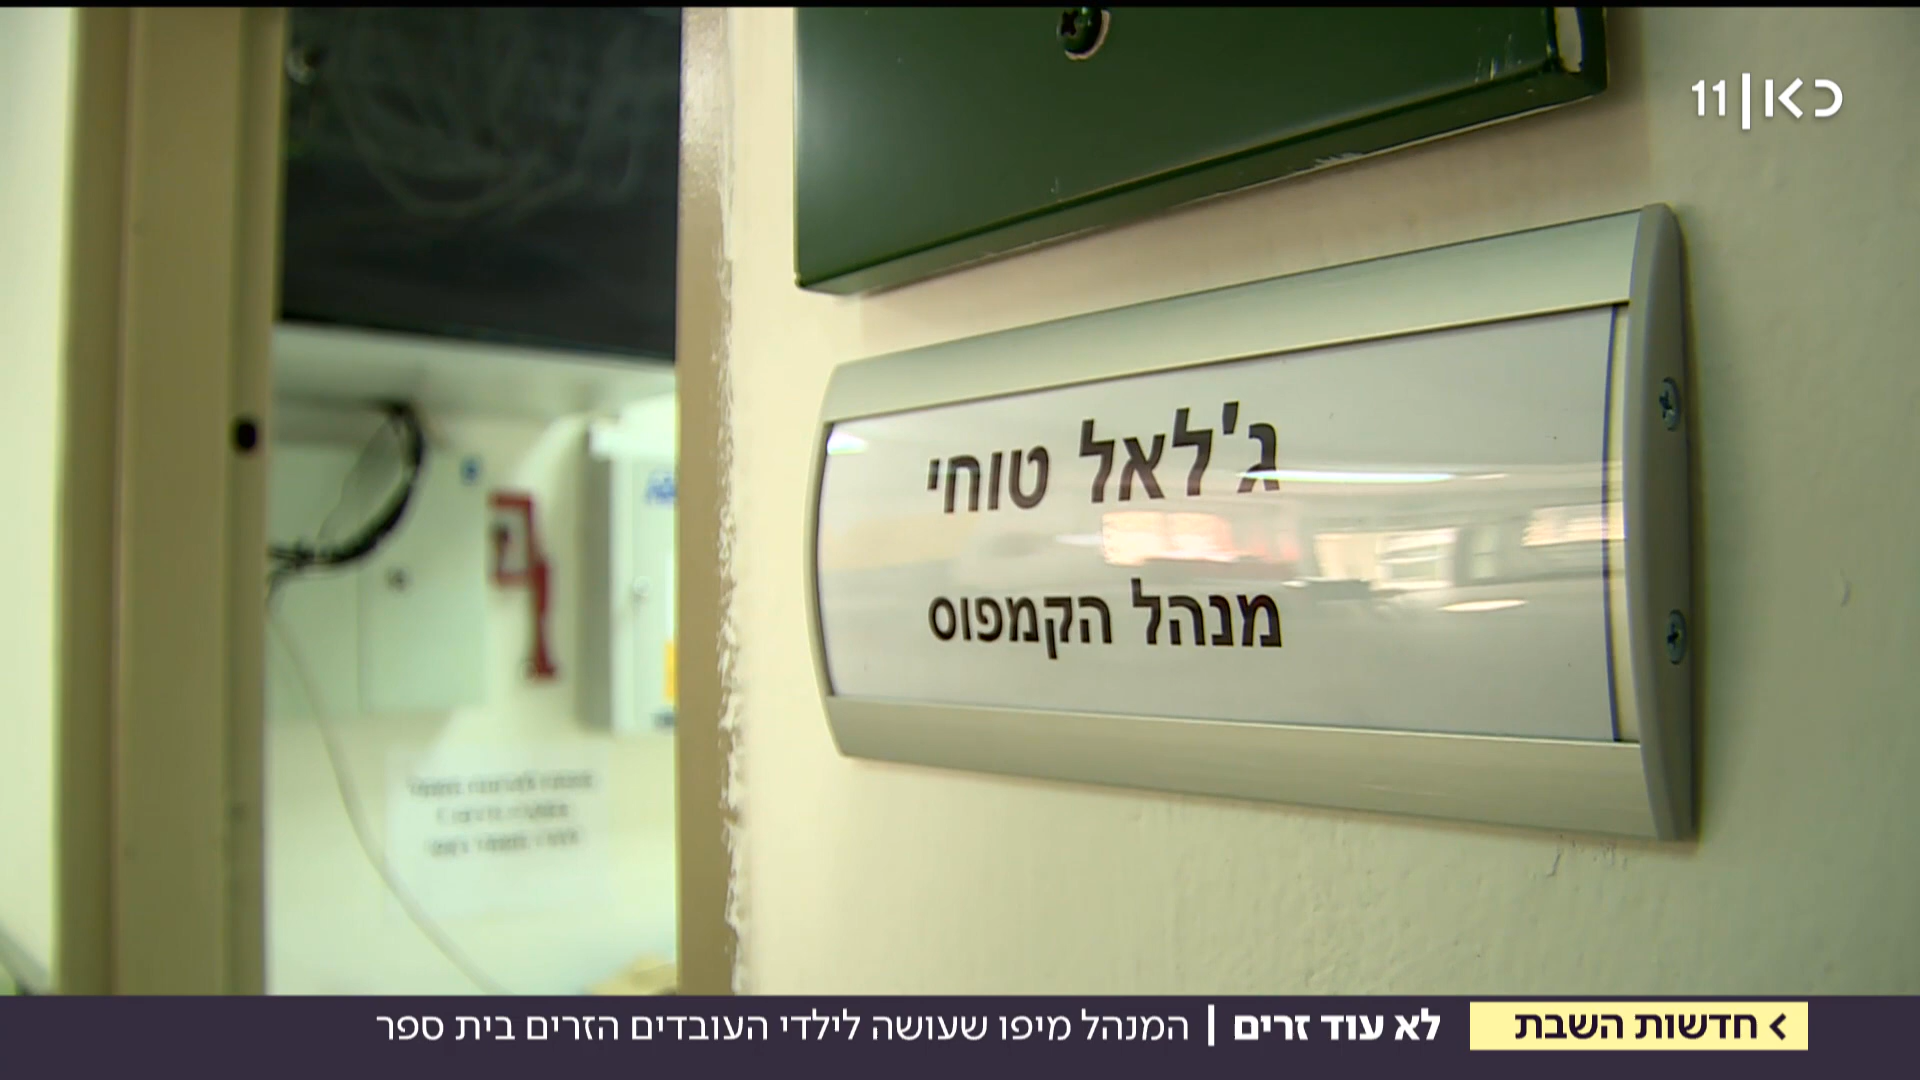 כאן 11
ג'לאל טוחי
מנהל הקמפוס
חדשות השבת
לא עוד זרים | המנהל מיפו שעושה לילדי העובדים הזרים בית ספר